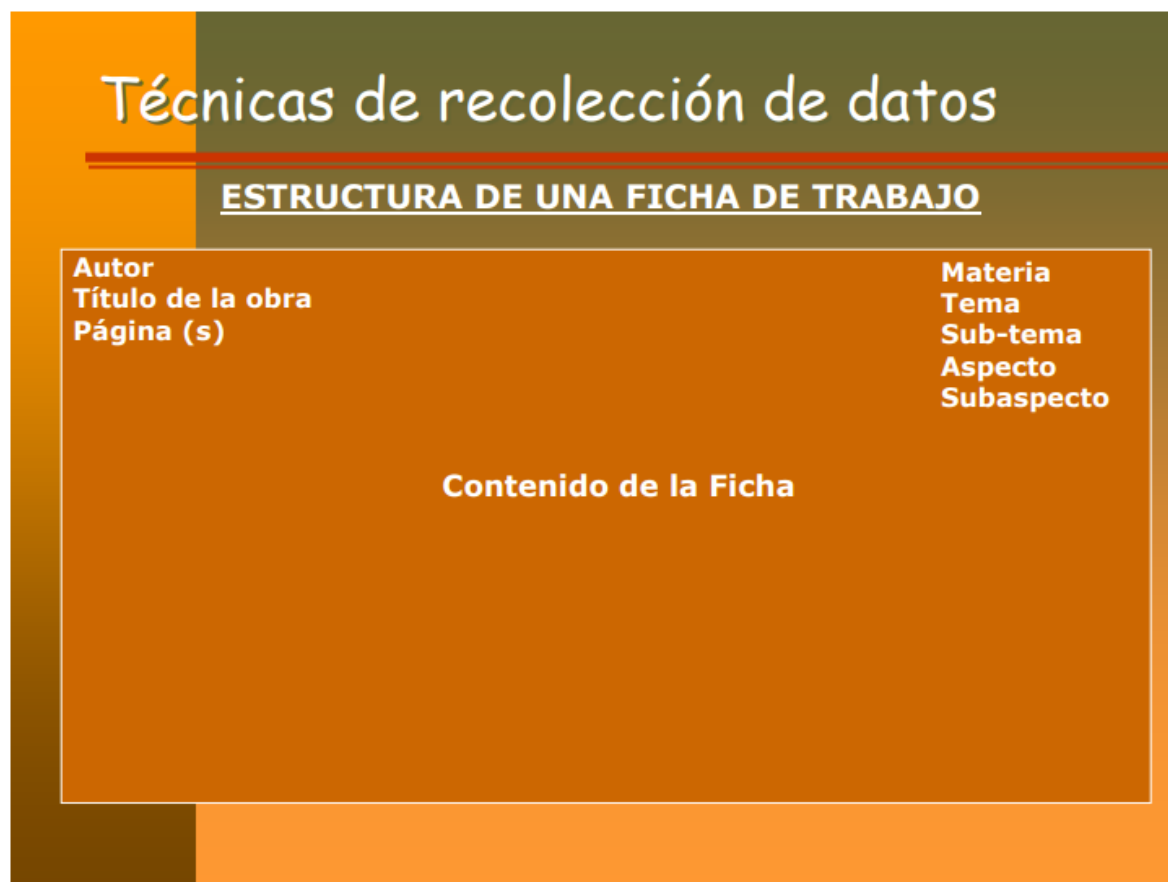 Técnicas de recolección de datos
ESTRUCTURA DE UNA FICHA DE TRABAJO
Autor
Título de la obra
Página (s)
Materia
Tema
Sub-tema
Aspecto
Subaspecto
Contenido de la Ficha